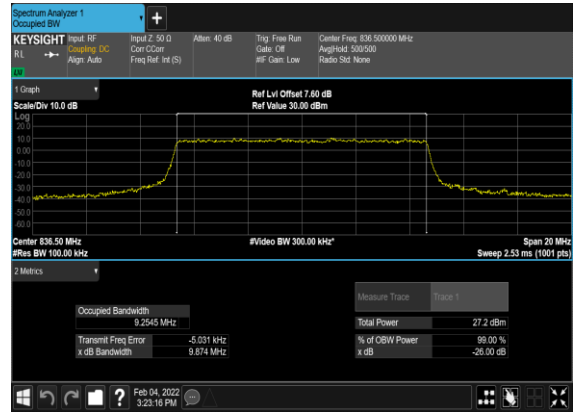 Spectrum Analyzer 1
Occupied BW
KEYSIGHT Input: RF Input Z: 50 Ω Atten: 40 dB Trig: Free Run Center Freq: 836.500000 MHz
RL Coupling: DC Corr CCorr Gate: Off Avg|Hold: 500/500
Align: Auto Freq Ref: Int (S) #IF Gain: Low Radio Std: None
1 Graph
Ref Lvl Offset 7.60 dB
Scale/Div 10.0 dB Ref Value 30.00 dBm
Log
20.0
10.0
0.00
-10.0
-20.0
-30.0
-40.0
-50.0
-60.0
Center 836.50 MHz #Video BW 300.00 kHz* Span 20 MHz
#Res BW 100.00 kHz Sweep 2.53 ms (1001 pts)
2 Metrics
Measure Trace Trace 1
Occupied Bandwidth
9.2545 MHz Total Power 27.2 dBm
Transmit Freq Error -5.031 kHz % of OBW Power 99.00 %
x dB Bandwidth 9.874 MHz x dB -26.00 dB
Feb 04, 2022
3:23:16 PM